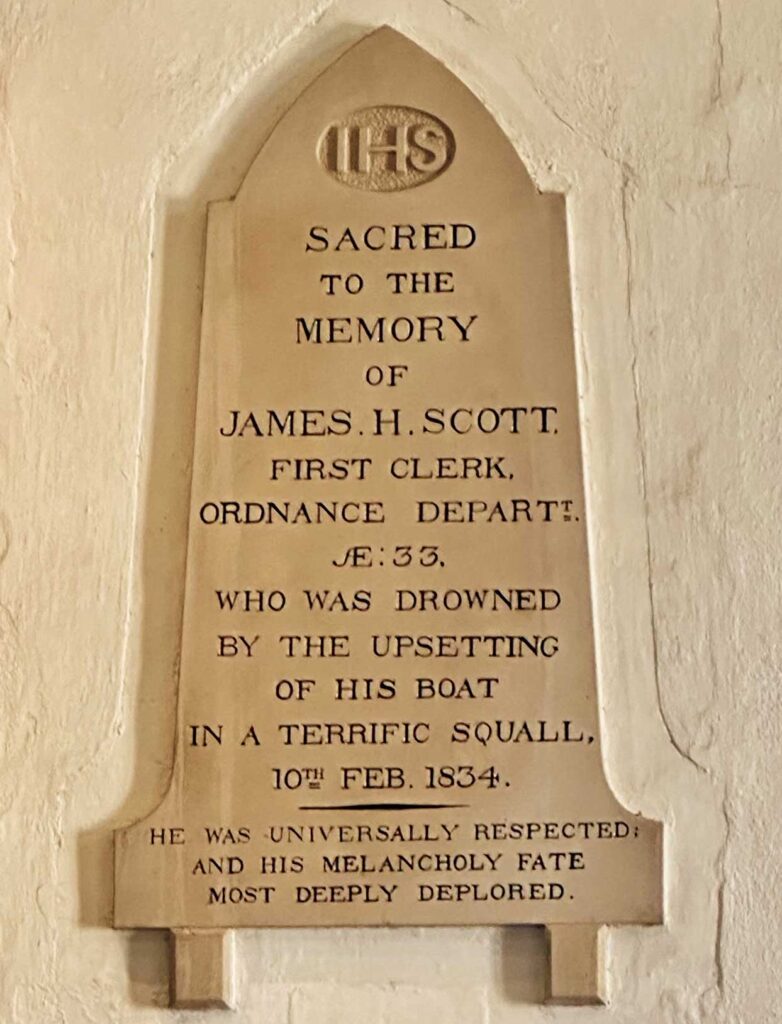 IHS
SACRED
TO THE
MEMORY
OF
JAMES. H. SCOTT.
FIRST CLERK,
ORDNANCE DEPARTT.
Æ: 33.
WHO WAS DROWNED
BY THE UPSETTING
OF HIS BOAT
IN A TERRIFIC SQUALL,
10TH FEB. 1834.
HE WAS UNIVERSALLY RESPECTED;
AND HIS MELANCHOLY FATE
MOST DEEPLY DEPLORED.